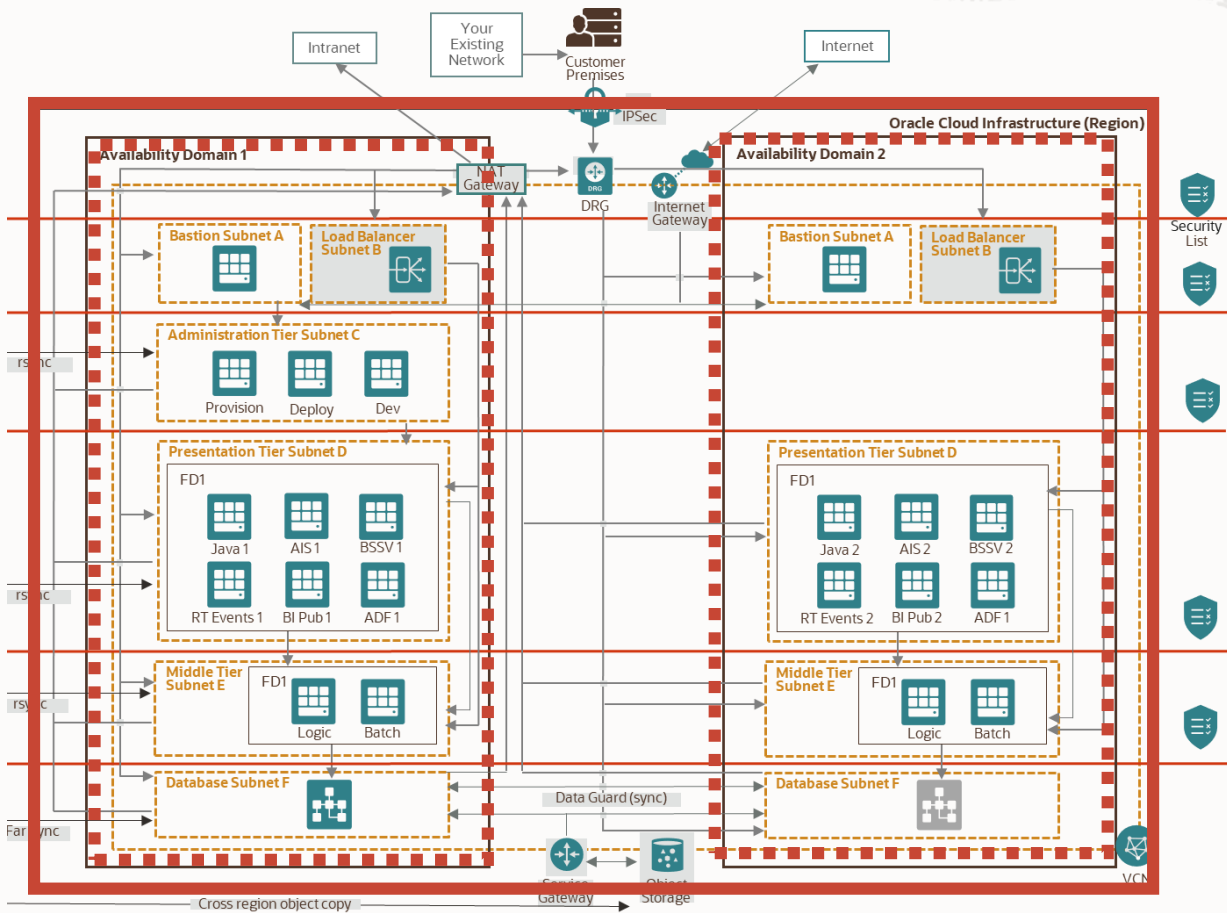 Intranet
Your
Existing
Network
Customer
Premises
Internet
IPSec
Oracle Cloud Infrastructure (Region)
Availability Domain 1
NAT
Gateway
DRG
DRG
Internet
Gateway
Availability Domain 2
Security
List
Bastion Subnet A
Load Balancer
Subnet B
Bastion Subnet A
Load Balancer
Subnet B
Administration Tier Subnet C
rsync
Provision
Deploy
Dev
Presentation Tier Subnet D
FD1
Java 1
AIS 1
BSSV 1
RT Events 1
BI Pub 1
ADF 1
rsync
Presentation Tier Subnet D
FD1
Java 2
AIS 2
BSSV 2
RT Events 2
BI Pub 2
ADF 1
Middle Tier
Subnet E
FD1
Logic
Batch
rsync
Middle Tier
Subnet E
FD1
Logic
Batch
Database Subnet F
Data Guard (sync)
Database Subnet F
Far sync
Service
Gateway
Object
Storage
VCN
Cross region object copy